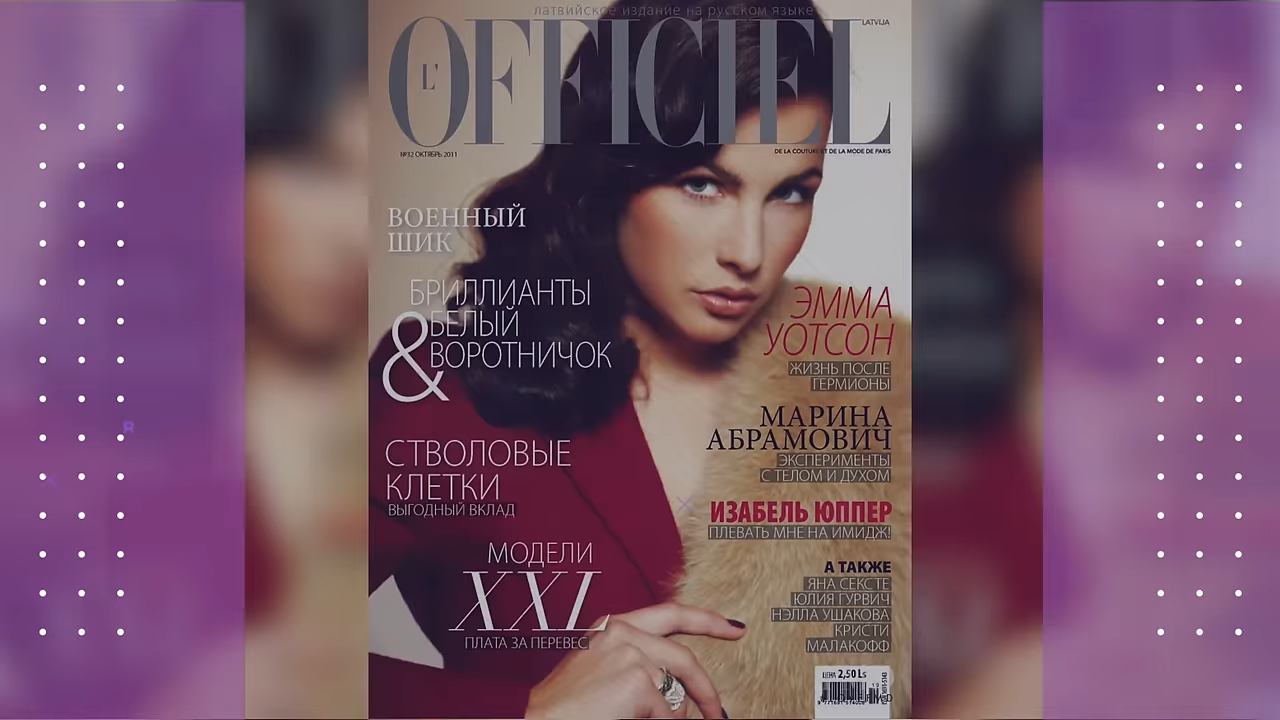 латвийское издание на русском языке
L'OFFICIEL
LATVIJA
№32 ОКТЯБРЬ 2011
DE LA COUTURE ET DE LA MODE DE PARIS
ВОЕННЫЙ
ШИК
БРИЛЛИАНТЫ
& БЕЛЫЙ
ВОРОТНИЧОК
СТВОЛОВЫЕ
КЛЕТКИ
ВЫГОДНЫЙ ВКЛАД
МОДЕЛИ
XXL
ПЛАТА ЗА ПЕРЕВЕС
ЭММА
УОТСОН
ЖИЗНЬ ПОСЛЕ
ГЕРМИОНЫ
МАРИНА
АБРАМОВИЧ
ЭКСПЕРИМЕНТЫ
С ТЕЛОМ И ДУХОМ
ИЗАБЕЛЬ ЮППЕР
ПЛЕВАТЬ МНЕ НА ИМИДЖ!
А ТАКЖЕ
ЯНА СЕКСТЕ
ЮЛИЯ ГУРВИЧ
НЭЛЛА УШАКОВА
КРИСТИ
МАЛАКОФФ
ЦЕНА 2,50 Ls
R